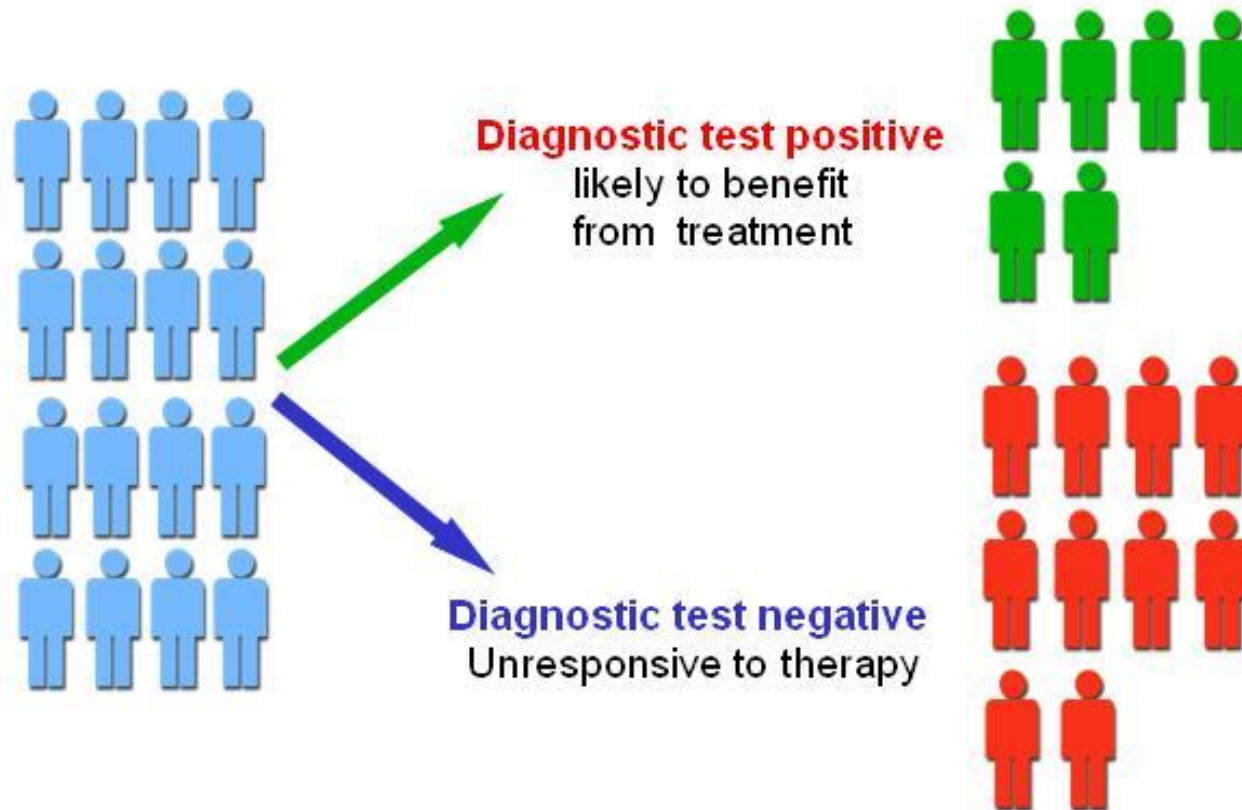 Diagnostic test positive
likely to benefit
from treatment
Diagnostic test negative
Unresponsive to therapy